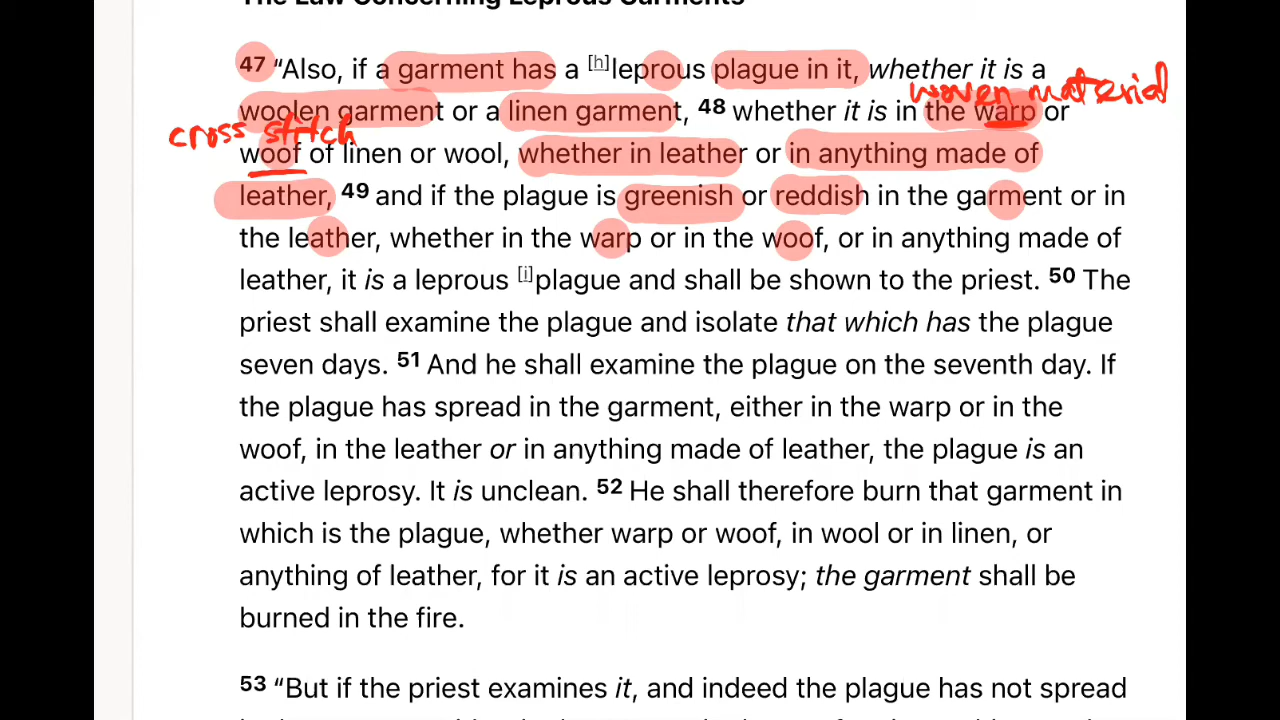 The Law Concerning Leprous Garments
47 “Also, if a garment has a [h]leprous plague in it, whether it is a
woven material
woolen garment or a linen garment, 48 whether it is in the warp or
cross stitch
woof of linen or wool, whether in leather or in anything made of
leather, 49 and if the plague is greenish or reddish in the garment or in
the leather, whether in the warp or in the woof, or in anything made of
leather, it is a leprous [i]plague and shall be shown to the priest. 50 The
priest shall examine the plague and isolate that which has the plague
seven days. 51 And he shall examine the plague on the seventh day. If
the plague has spread in the garment, either in the warp or in the
woof, in the leather or in anything made of leather, the plague is an
active leprosy. It is unclean. 52 He shall therefore burn that garment in
which is the plague, whether warp or woof, in wool or in linen, or
anything of leather, for it is an active leprosy; the garment shall be
burned in the fire.
53 “But if the priest examines it, and indeed the plague has not spread